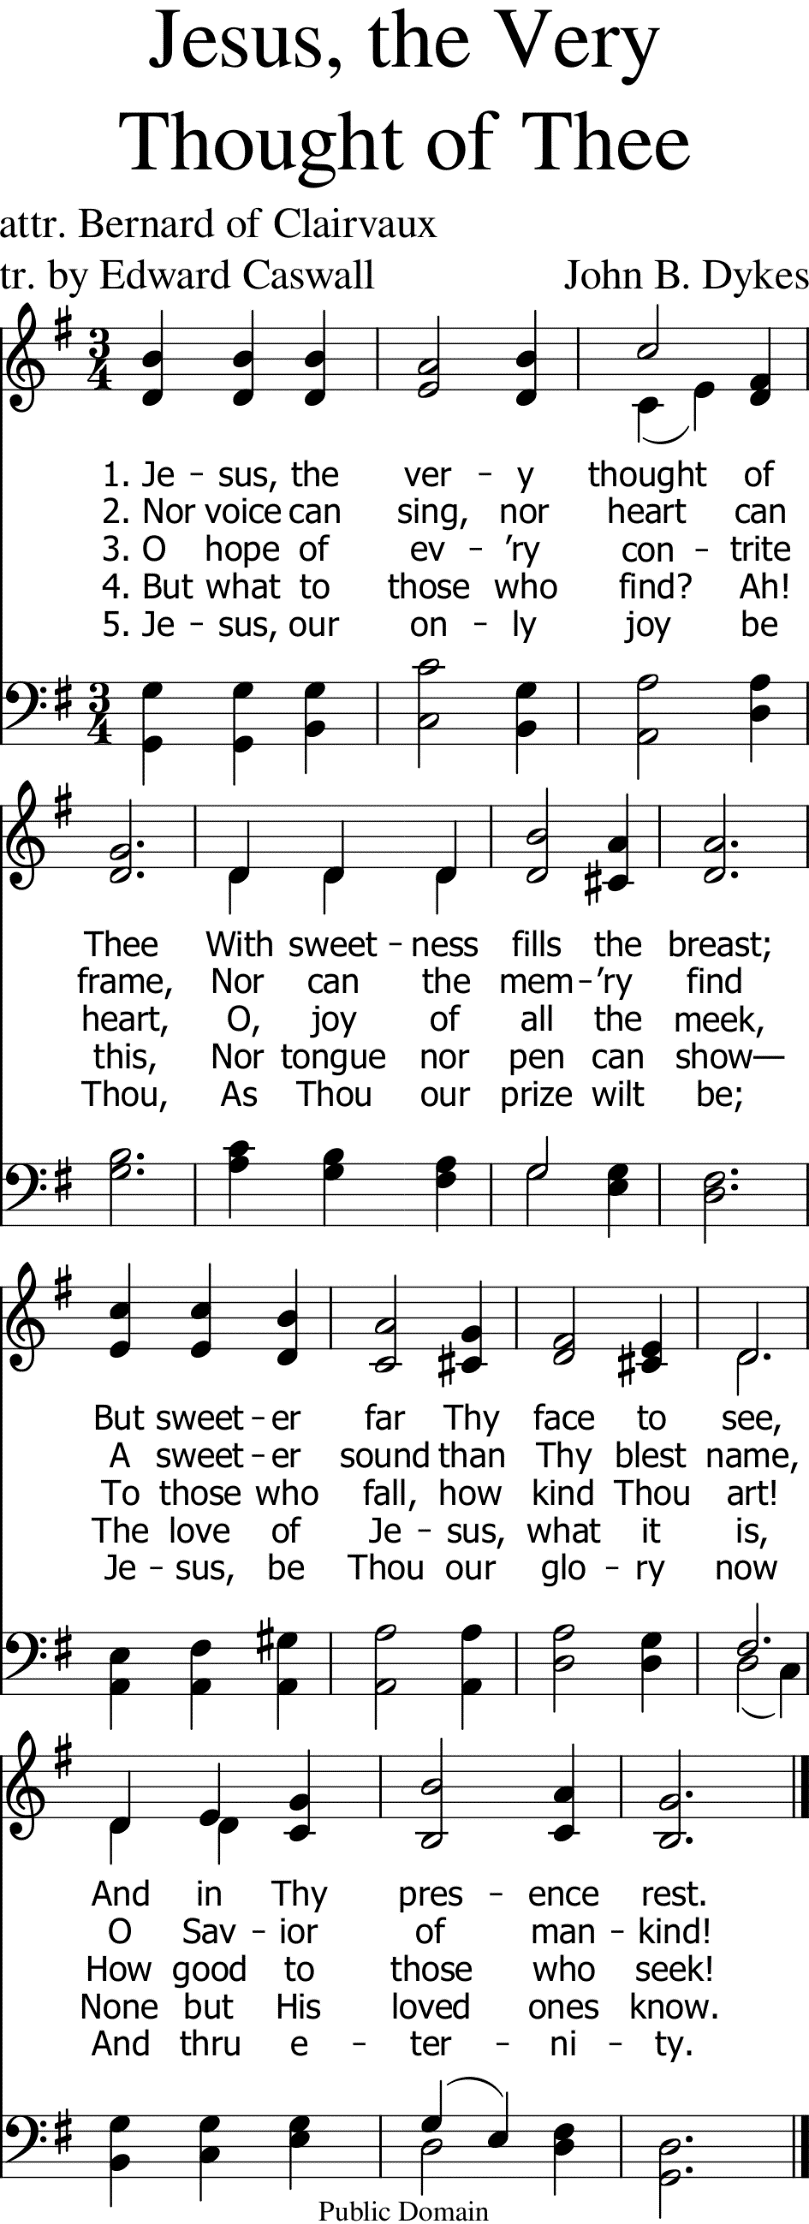 Jesus, the Very
Thought of Thee
attr. Bernard of Clairvaux
tr. by Edward Caswall John B. Dykes
1. Je – sus, the ver – y thought of
2. Nor voice can sing, nor heart can
3. O hope of ev – ’ry con – trite
4. But what to those who find? Ah!
5. Je – sus, our on – ly joy be
Thee With sweet – ness fills the breast;
frame, Nor can the mem – ’ry find
heart, O, joy of all the meek,
this, Nor tongue nor pen can show—
Thou, As Thou our prize wilt be;
But sweet – er far Thy face to see,
A sweet – er sound than Thy blest name,
To those who fall, how kind Thou art!
The love of Je – sus, what it is,
Je – sus, be Thou our glo – ry now
And in Thy pres – ence rest.
O Sav – ior of man – kind!
How good to those who seek!
None but His loved ones know.
And thru e – ter – ni – ty.
Public Domain